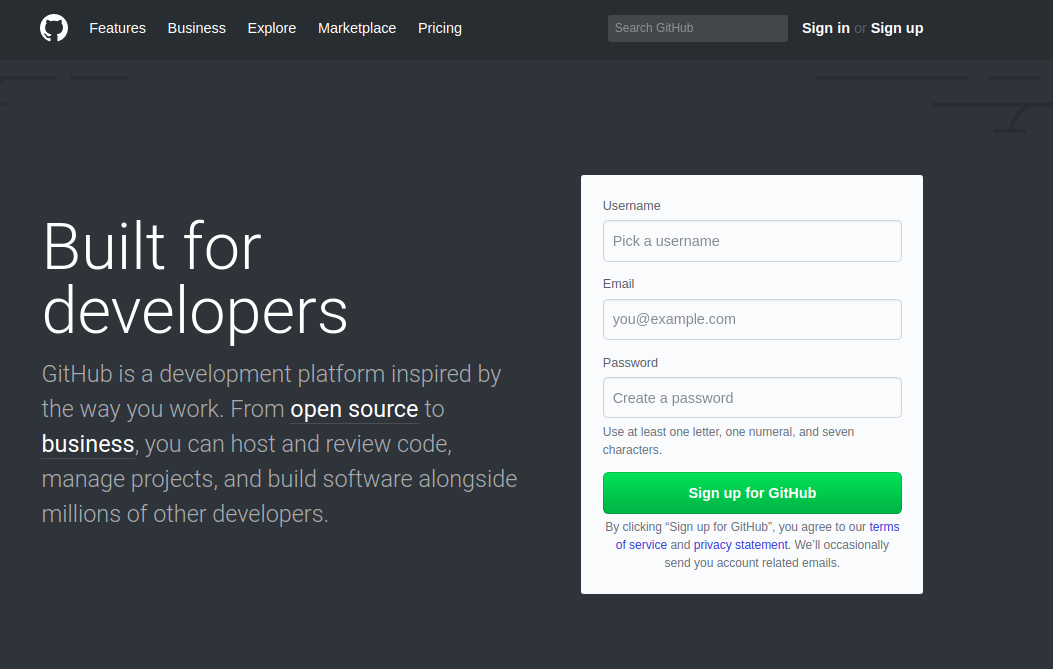 Features Business Explore Marketplace Pricing Search GitHub Sign in or Sign up
Built for
developers
GitHub is a development platform inspired by
the way you work. From open source to
business, you can host and review code,
manage projects, and build software alongside
millions of other developers.
Username
Pick a username
Email
you@example.com
Password
Create a password
Use at least one letter, one numeral, and seven
characters.
Sign up for GitHub
By clicking “Sign up for GitHub”, you agree to our terms
of service and privacy statement. We’ll occasionally
send you account related emails.